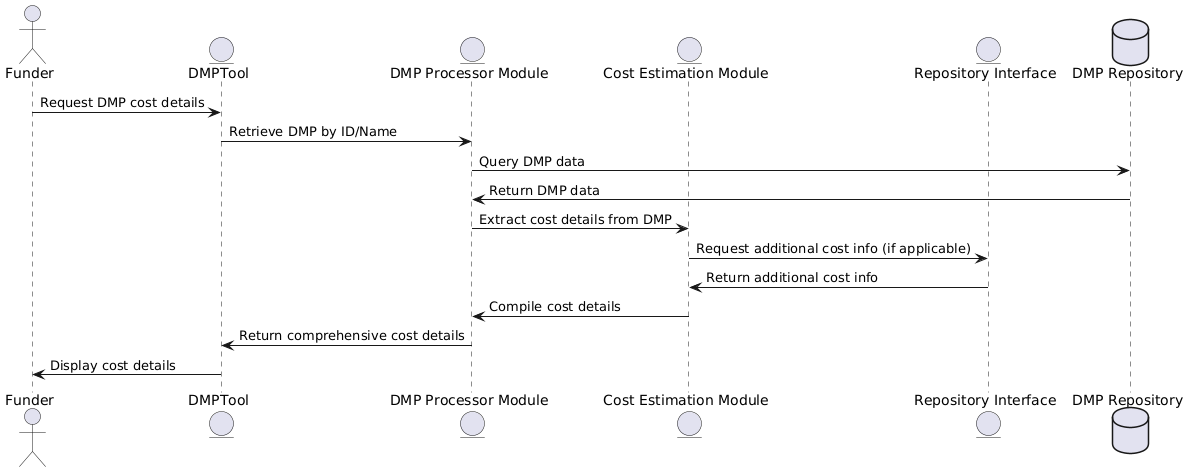 Funder DMPTool DMP Processor Module Cost Estimation Module Repository Interface DMP Repository
Request DMP cost details
Retrieve DMP by ID/Name
Query DMP data
Return DMP data
Extract cost details from DMP
Request additional cost info (if applicable)
Return additional cost info
Compile cost details
Return comprehensive cost details
Display cost details
Funder DMPTool DMP Processor Module Cost Estimation Module Repository Interface DMP Repository